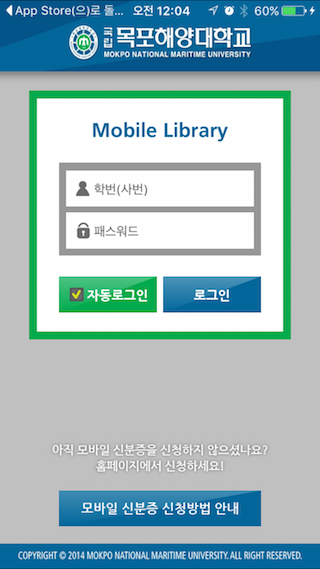 App Store(으)로 돌... 오전 12:04 60%
국립 목포해양대학교
MOKPO NATIONAL MARITIME UNIVERSITY
Mobile Library
학번(사번)
패스워드
자동로그인 로그인
아직 모바일 신분증을 신청하지 않으셨나요?
홈페이지에서 신청하세요!
모바일 신분증 신청방법 안내
COPYRIGHT © 2014 MOKPO NATIONAL MARITIME UNIVERSITY. ALL RIGHT RESERVED.